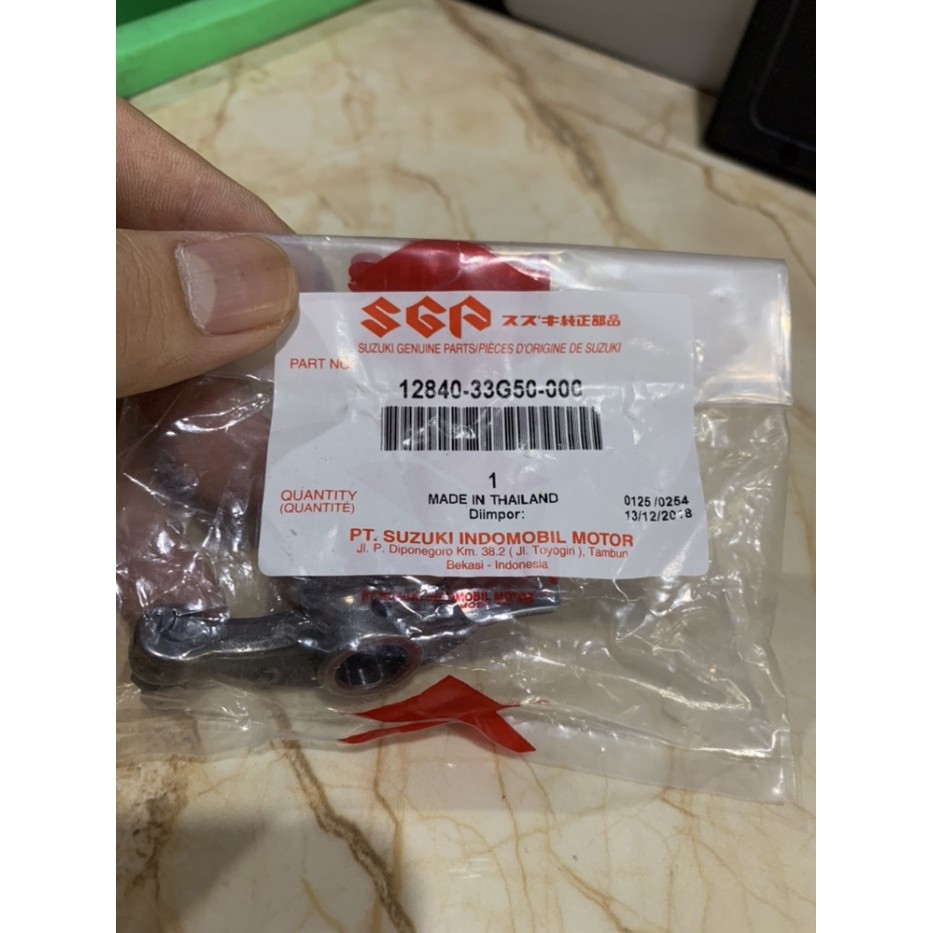 SGP スズキ純正部品
SUZUKI GENUINE PARTS/PIÈCES D'ORIGINE DE SUZUKI
PART NO.
12840-33G50-000
1
QUANTITY
(QUANTITÉ)
MADE IN THAILAND
Diimpor:
0125 /0254
13/12/2018
PT. SUZUKI INDOMOBIL MOTOR
Jl. P. Diponegoro Km. 38.2 ( Jl. Toyogiri ), Tambun
Bekasi - Indonesia
MOBIL MOTOR